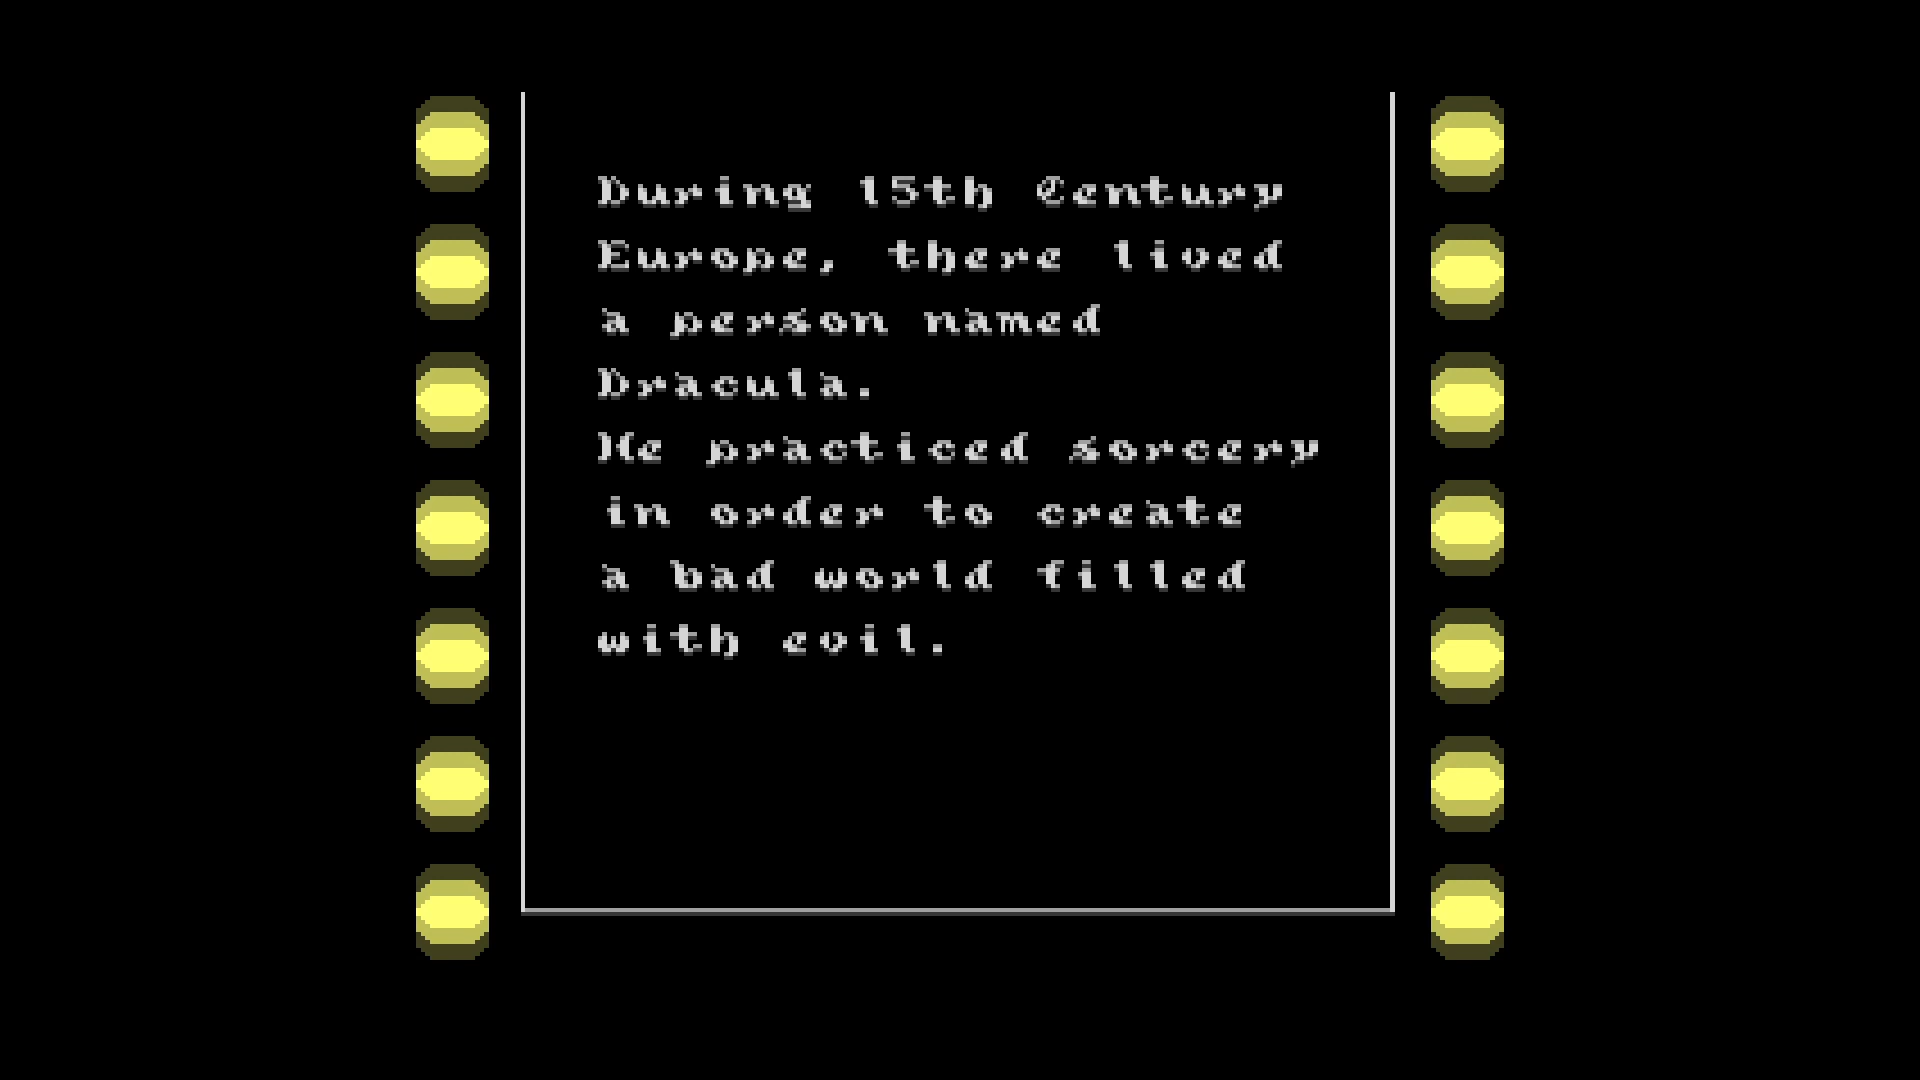 During 15th Century
Europe, there lived
a person named
Dracula.
He practiced sorcery
in order to create
a bad world filled
with evil.